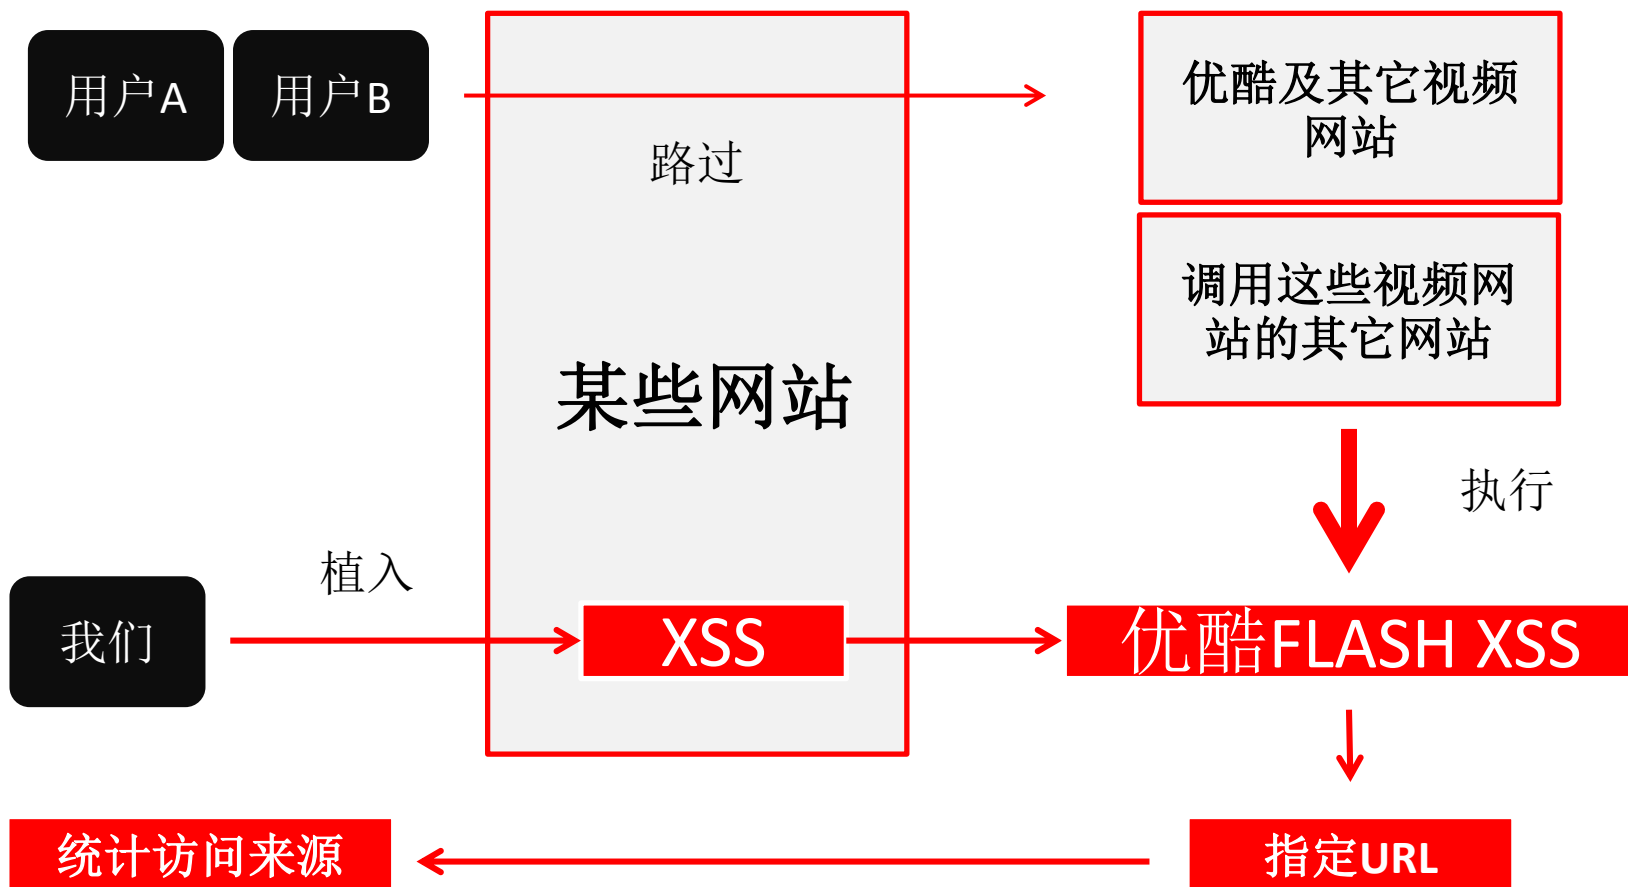 用户A
用户B
路过
优酷及其它视频
网站
调用这些视频网
站的其它网站
某些网站
执行
植入
我们
XSS
优酷FLASH XSS
统计访问来源
指定URL